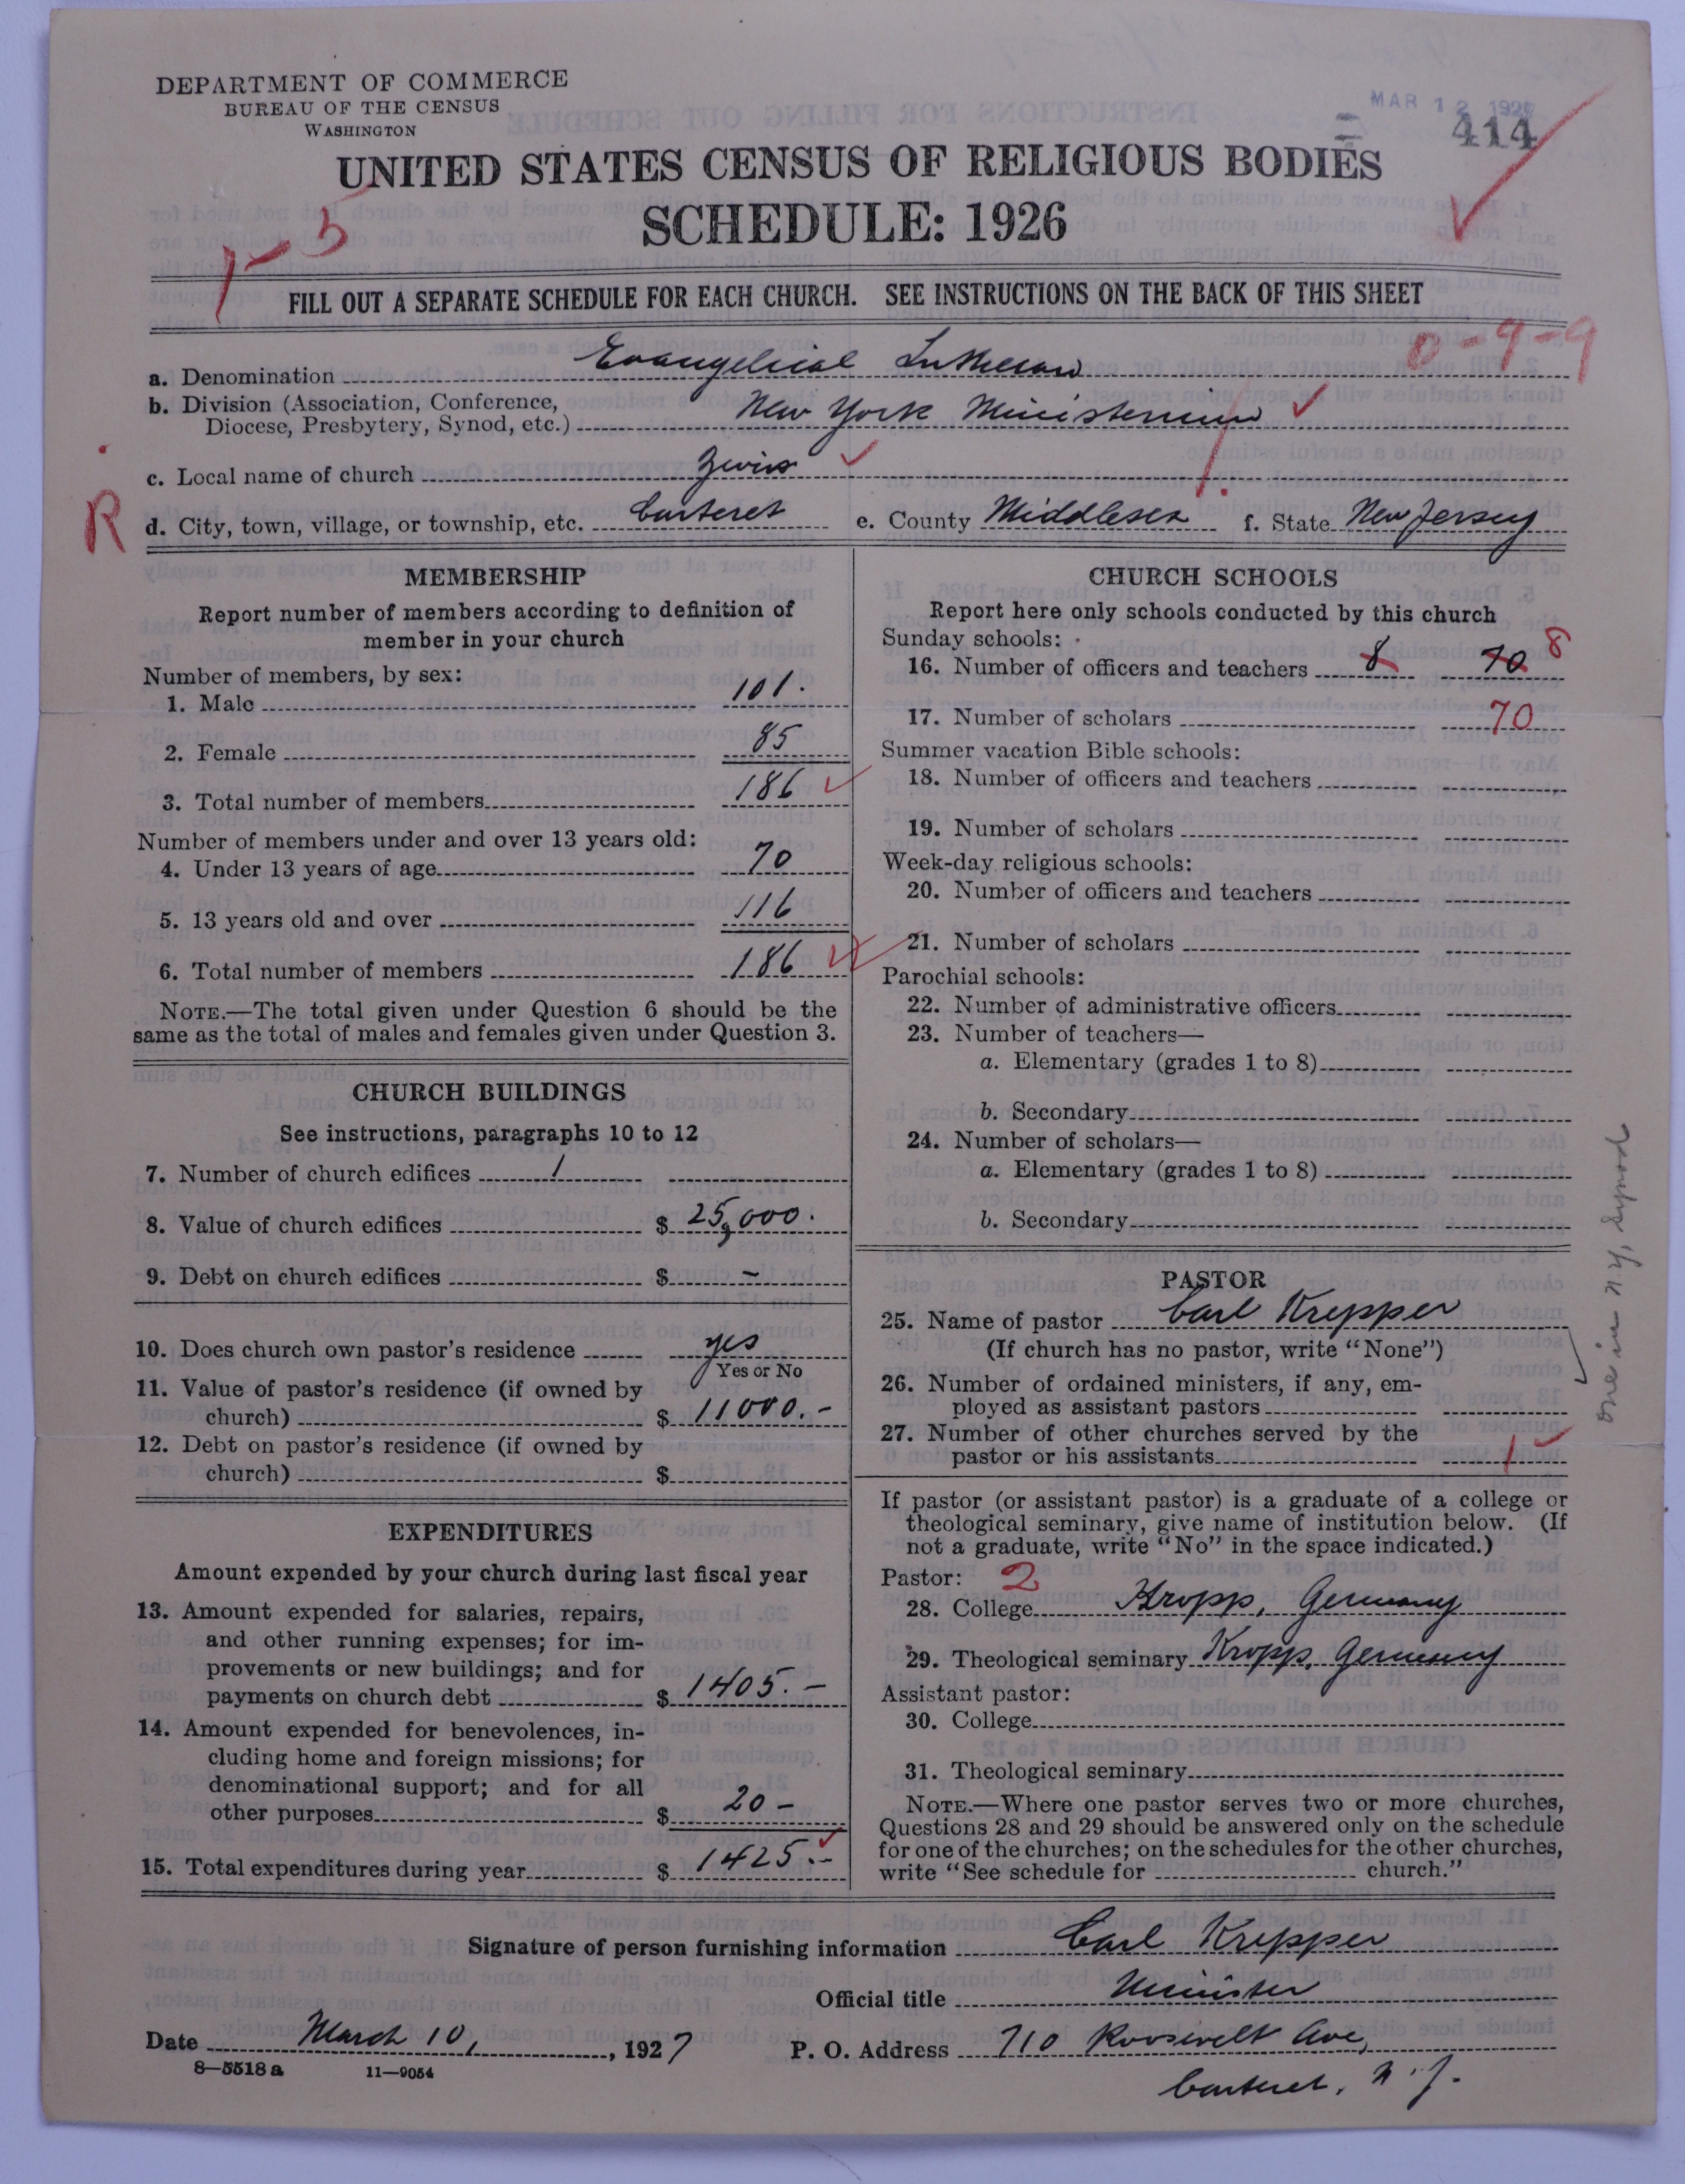 DEPARTMENT OF COMMERCE
BUREAU OF THE CENSUS
WASHINGTON
MAR 12 1927
414
UNITED STATES CENSUS OF RELIGIOUS BODIES
SCHEDULE: 1926
1-5
FILL OUT A SEPARATE SCHEDULE FOR EACH CHURCH. SEE INSTRUCTIONS ON THE BACK OF THIS SHEET
0-9-9
a. Denomination Evangelical Lutheran
b. Division (Association, Conference,
Diocese, Presbytery, Synod, etc.) New York Ministerium
c. Local name of church Zions
R
d. City, town, village, or township, etc. Carteret e. County Middlesex f. State New Jersey
MEMBERSHIP
Report number of members according to definition of
member in your church
Number of members, by sex:
1. Male 101.
2. Female 85
3. Total number of members 186
Number of members under and over 13 years old:
4. Under 13 years of age 70
5. 13 years old and over 116
6. Total number of members 186
NOTE.—The total given under Question 6 should be the
same as the total of males and females given under Question 3.
CHURCH BUILDINGS
See instructions, paragraphs 10 to 12
7. Number of church edifices 1
8. Value of church edifices $ 25,000.
9. Debt on church edifices $ –
10. Does church own pastor's residence yes
Yes or No
11. Value of pastor's residence (if owned by
church) $ 11000.-
12. Debt on pastor's residence (if owned by
church) $
EXPENDITURES
Amount expended by your church during last fiscal year
13. Amount expended for salaries, repairs,
and other running expenses; for im-
provements or new buildings; and for
payments on church debt $ 1405.-
14. Amount expended for benevolences, in-
cluding home and foreign missions; for
denominational support; and for all
other purposes $ 20-
15. Total expenditures during year $ 1425.-
CHURCH SCHOOLS
Report here only schools conducted by this church
Sunday schools:
16. Number of officers and teachers 8 70 8
17. Number of scholars 70
Summer vacation Bible schools:
18. Number of officers and teachers
19. Number of scholars
Week-day religious schools:
20. Number of officers and teachers
21. Number of scholars
Parochial schools:
22. Number of administrative officers
23. Number of teachers—
a. Elementary (grades 1 to 8)
b. Secondary
24. Number of scholars—
a. Elementary (grades 1 to 8)
b. Secondary
PASTOR
25. Name of pastor Carl Krepper
(If church has no pastor, write "None")
26. Number of ordained ministers, if any, em-
ployed as assistant pastors
27. Number of other churches served by the
pastor or his assistants 1
one in N.Y. Synod
If pastor (or assistant pastor) is a graduate of a college or
theological seminary, give name of institution below. (If
not a graduate, write "No" in the space indicated.)
Pastor: 2
28. College Kropp, Germany
29. Theological seminary Kropp, Germany
Assistant pastor:
30. College
31. Theological seminary
NOTE.—Where one pastor serves two or more churches,
Questions 28 and 29 should be answered only on the schedule
for one of the churches; on the schedules for the other churches,
write "See schedule for church."
Signature of person furnishing information Carl Krepper
Official title Minister
Date March 10, 1927 P. O. Address 710 Roosevelt Ave,
Carteret, N.J.
8—5518 a 11—9054